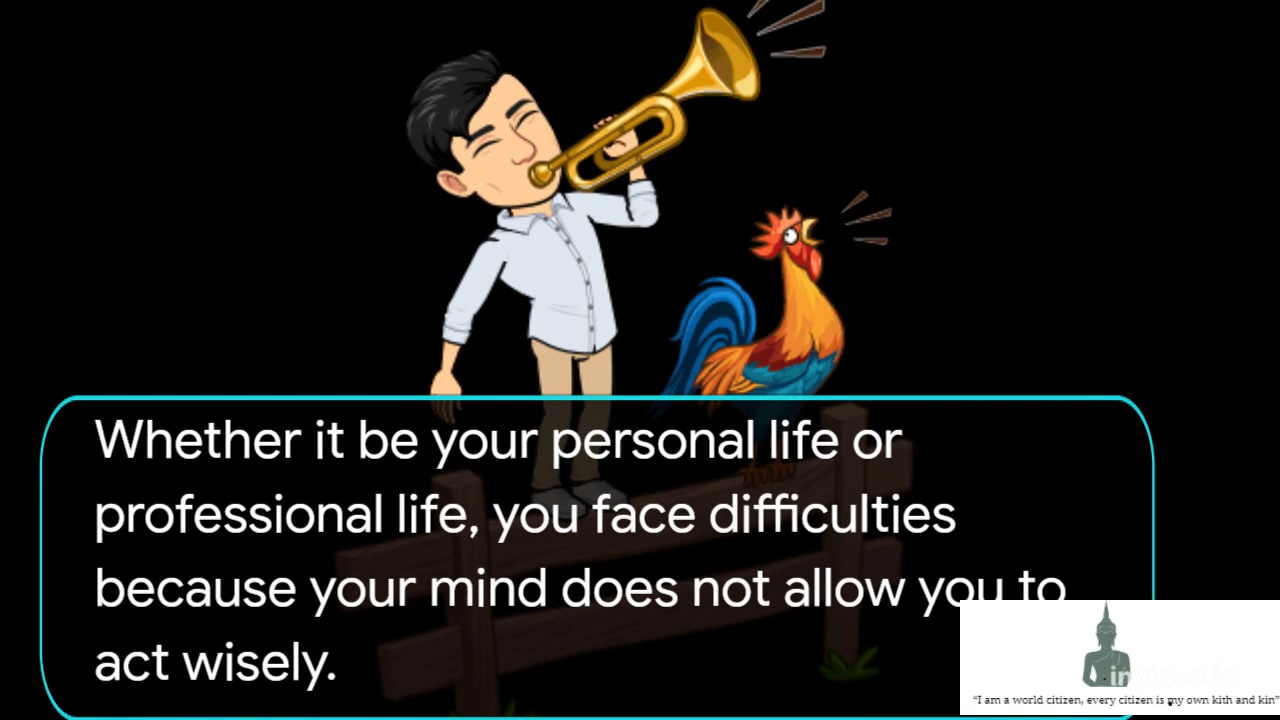 Whether it be your personal life or
professional life, you face difficulties
because your mind does not allow you to
act wisely.
“I am a world citizen, every citizen is my own kith and kin”